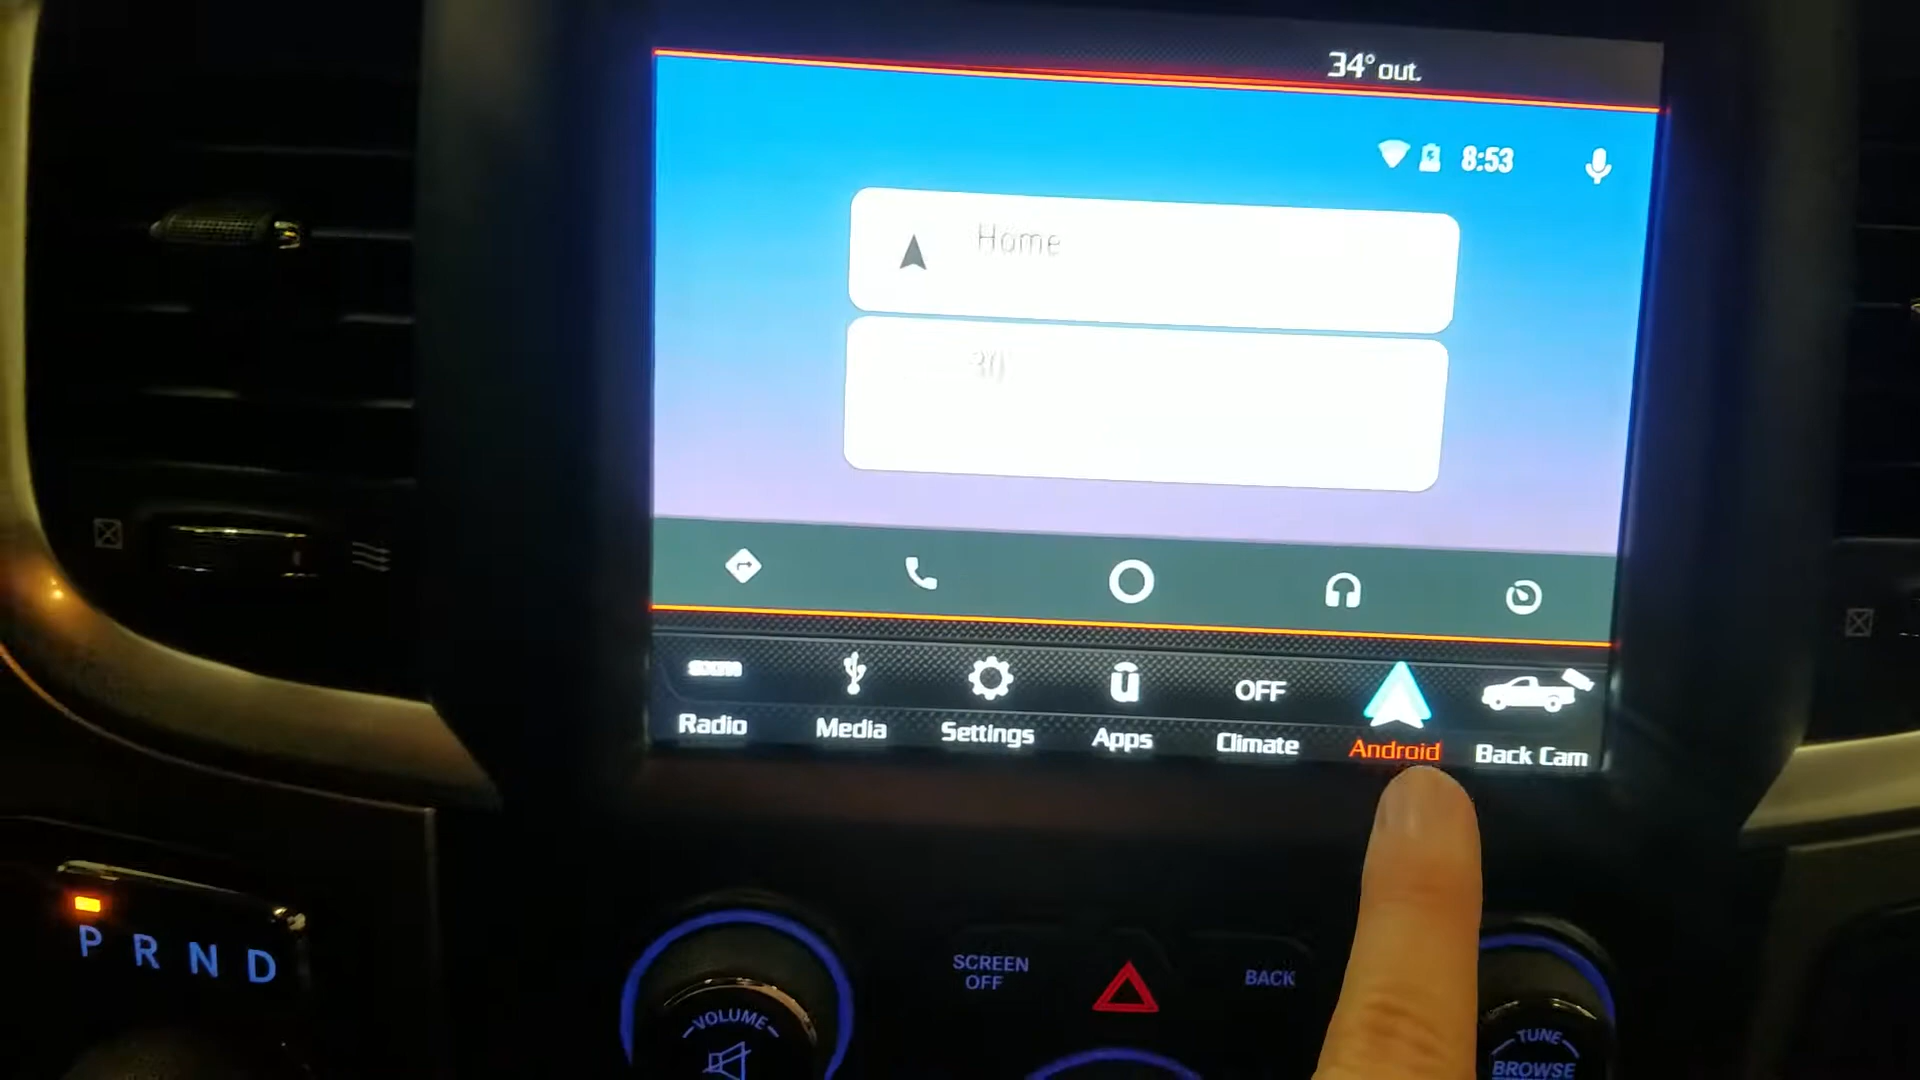 34° out.
8:53
Home
30
OFF
Radio Media Settings Apps Climate Android Back Cam
P R N D
SCREEN OFF
BACK
VOLUME
TUNE
BROWSE